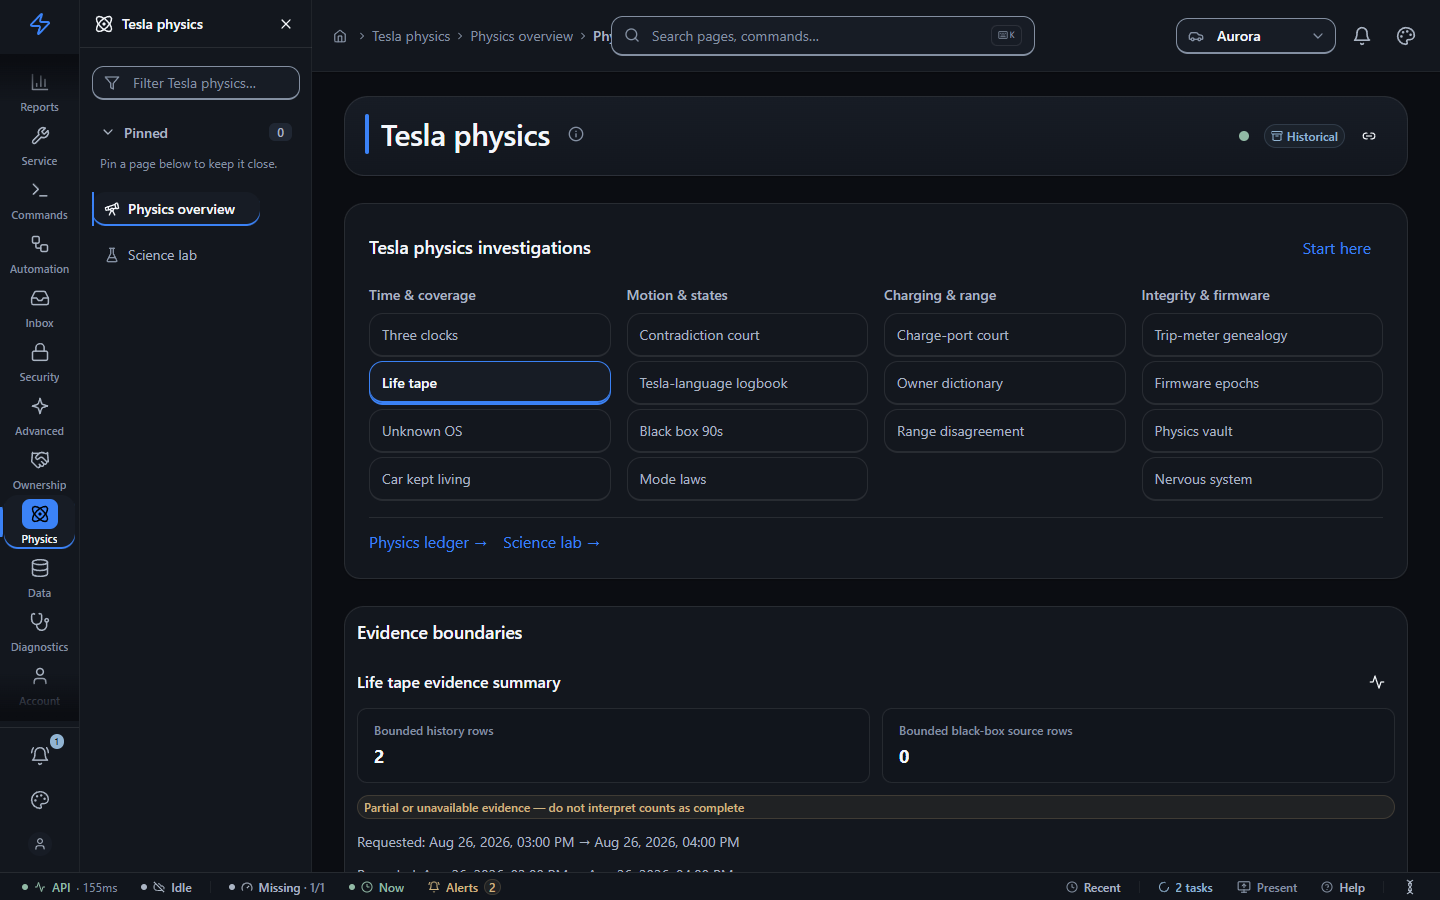 Tesla physics
Tesla physics
Physics overview
Search pages, commands...
K
Aurora
Reports
Service
Commands
Automation
Inbox
Security
Advanced
Ownership
Physics
Data
Diagnostics
Account
1
Filter Tesla physics...
Pinned
0
Pin a page below to keep it close.
Physics overview
Science lab
Tesla physics
Historical
Tesla physics investigations
Start here
Time & coverage
Three clocks
Life tape
Unknown OS
Car kept living
Motion & states
Contradiction court
Tesla-language logbook
Black box 90s
Mode laws
Charging & range
Charge-port court
Owner dictionary
Range disagreement
Integrity & firmware
Trip-meter genealogy
Firmware epochs
Physics vault
Nervous system
Physics ledger →
Science lab →
Evidence boundaries
Life tape evidence summary
Bounded history rows
2
Bounded black-box source rows
0
Partial or unavailable evidence — do not interpret counts as complete
Requested: Aug 26, 2026, 03:00 PM → Aug 26, 2026, 04:00 PM
API · 155ms
Idle
Missing · 1/1
Now
Alerts 2
Recent
2 tasks
Present
Help